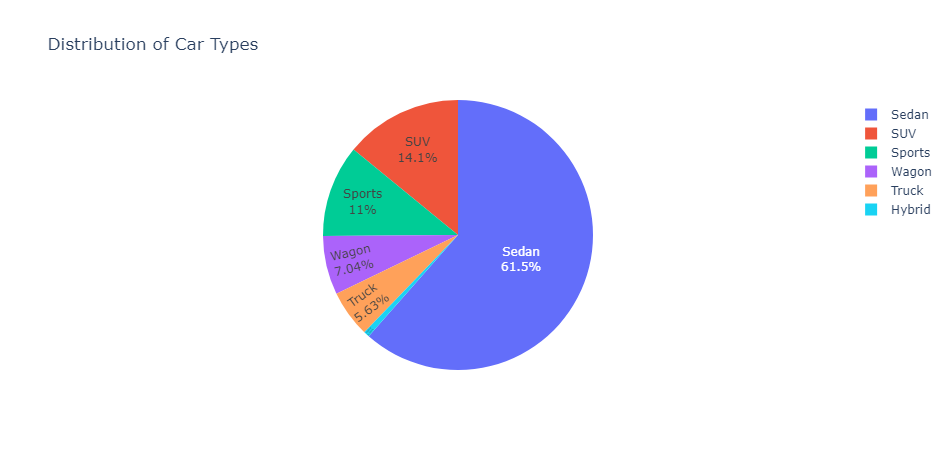 Distribution of Car Types
SUV
14.1%
Sports
11%
Wagon
7.04%
Truck
5.63%
Sedan
61.5%
Sedan
SUV
Sports
Wagon
Truck
Hybrid